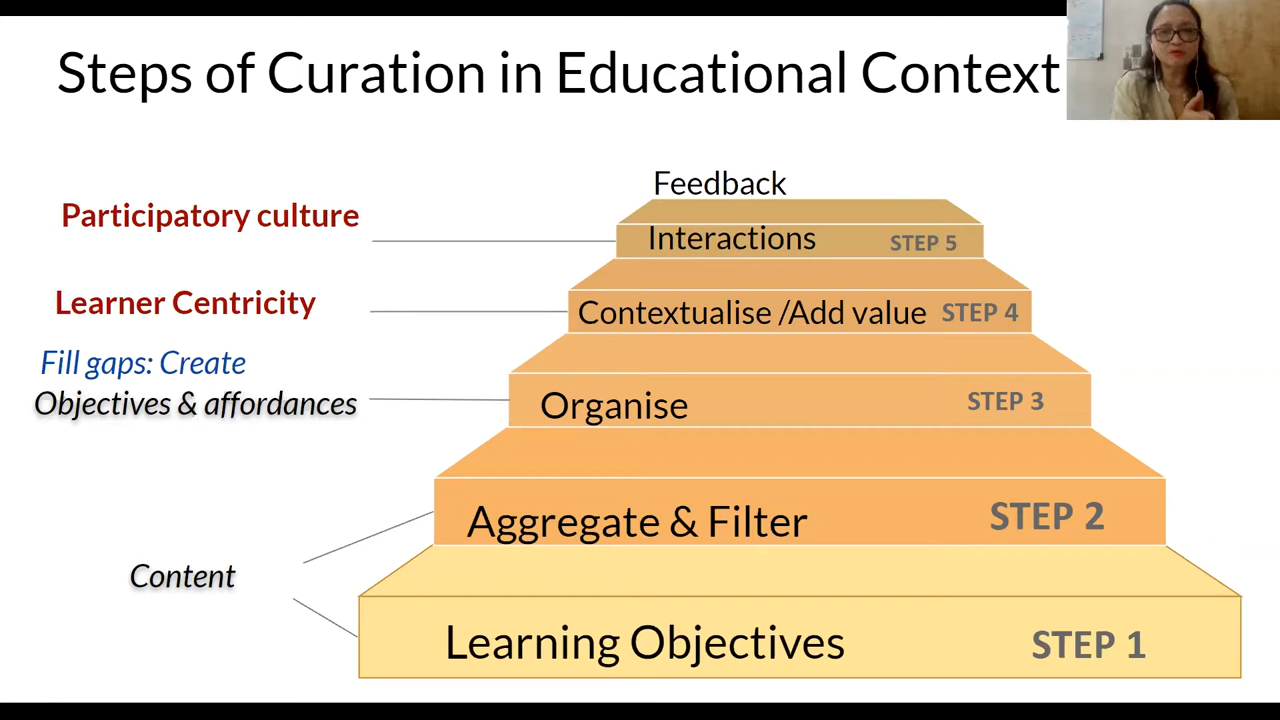 Steps of Curation in Educational Context
Feedback
Participatory culture
Interactions STEP 5
Learner Centricity
Contextualise /Add value STEP 4
Fill gaps: Create
Objectives & affordances
Organise STEP 3
Aggregate & Filter STEP 2
Content
Learning Objectives STEP 1